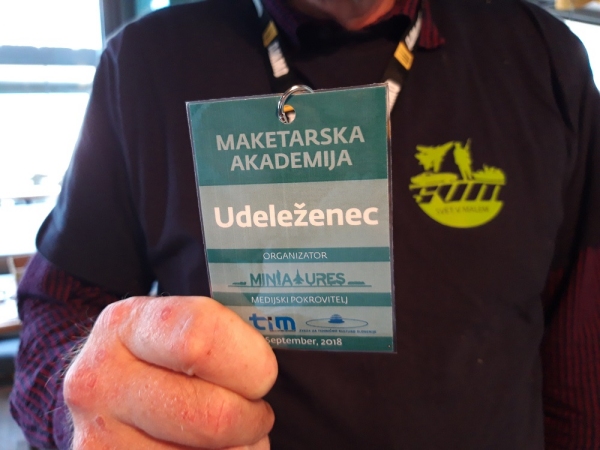 MAKETARSKA
AKADEMIJA
Udeleženec
ORGANIZATOR
MINIATURES
MEDIJSKI POKROVITELJ
tim
September, 2018